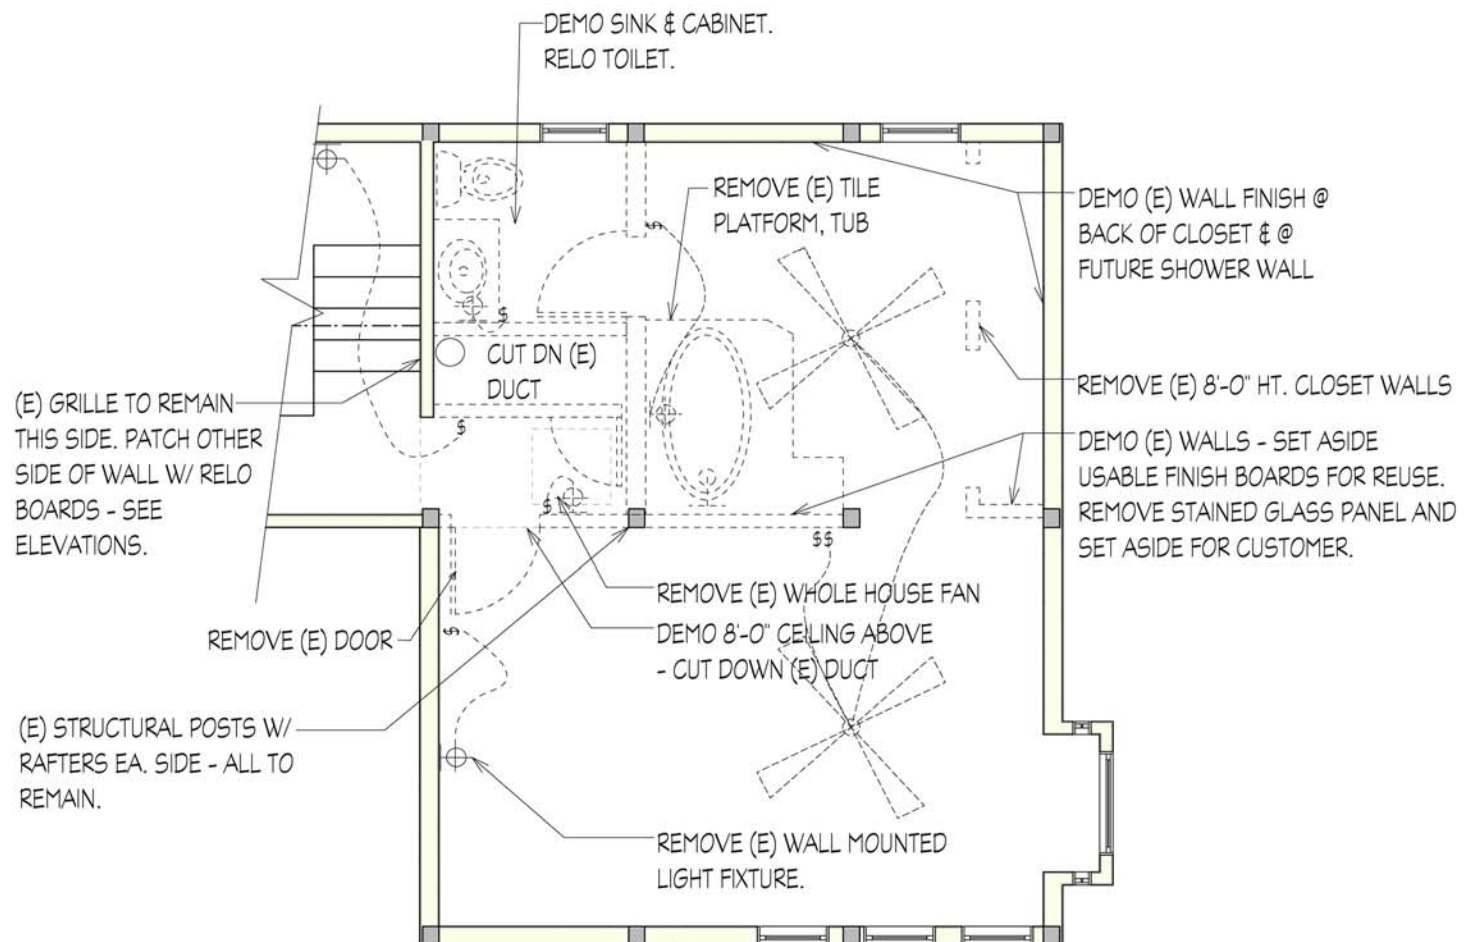 DEMO SINK & CABINET.
RELO TOILET.
REMOVE (E) TILE
PLATFORM, TUB
DEMO (E) WALL FINISH @
BACK OF CLOSET & @
FUTURE SHOWER WALL
$
$
CUT DN (E)
DUCT
REMOVE (E) 8'-0" HT. CLOSET WALLS
(E) GRILLE TO REMAIN
THIS SIDE. PATCH OTHER
SIDE OF WALL W/ RELO
BOARDS - SEE
ELEVATIONS.
$
DEMO (E) WALLS - SET ASIDE
USABLE FINISH BOARDS FOR REUSE.
REMOVE STAINED GLASS PANEL AND
SET ASIDE FOR CUSTOMER.
$
$$
REMOVE (E) WHOLE HOUSE FAN
DEMO 8'-0" CEILING ABOVE
- CUT DOWN (E) DUCT
$
REMOVE (E) DOOR
(E) STRUCTURAL POSTS W/
RAFTERS EA. SIDE - ALL TO
REMAIN.
REMOVE (E) WALL MOUNTED
LIGHT FIXTURE.